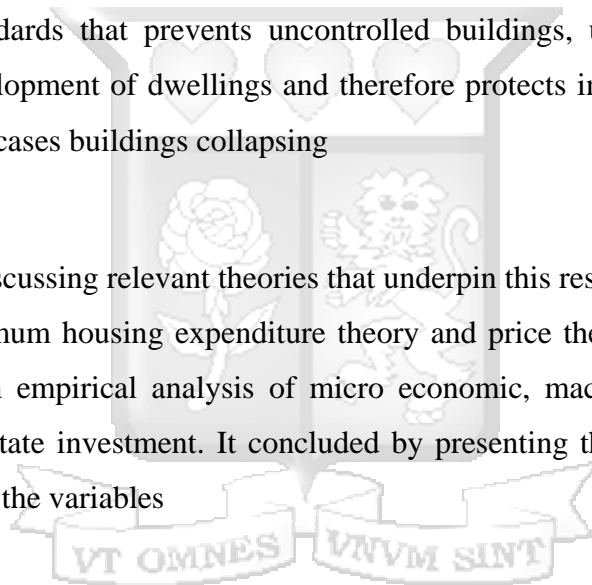 dards that prevents uncontrolled buildings, u
lopment of dwellings and therefore protects in
cases buildings collapsing
scussing relevant theories that underpin this res
num housing expenditure theory and price the
empirical analysis of micro economic, mac
tate investment. It concluded by presenting th
the variables
VT OMNES VNVM SINT